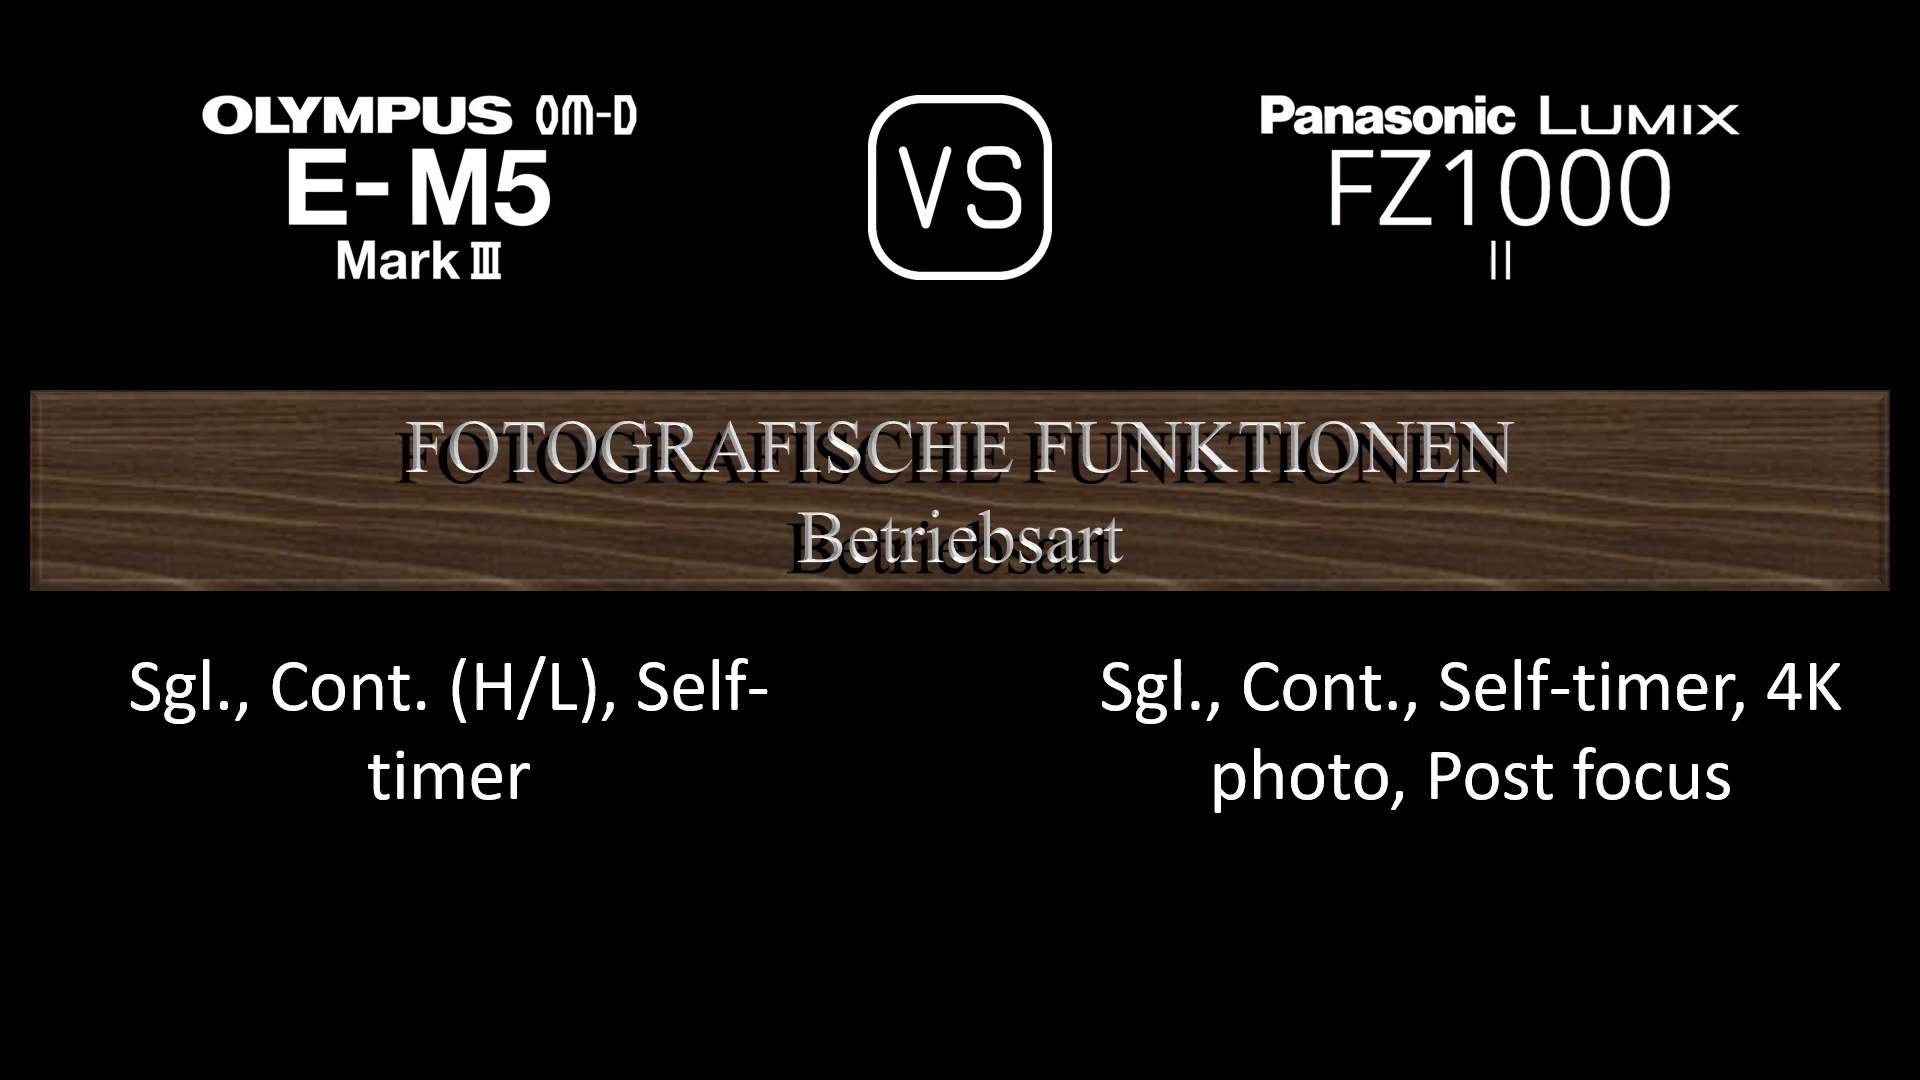 OLYMPUS OM-D
E-M5
Mark III
VS
Panasonic LUMIX
FZ1000
II
FOTOGRAFISCHE FUNKTIONEN
Betriebsart
Sgl., Cont. (H/L), Self-
timer
Sgl., Cont., Self-timer, 4K
photo, Post focus